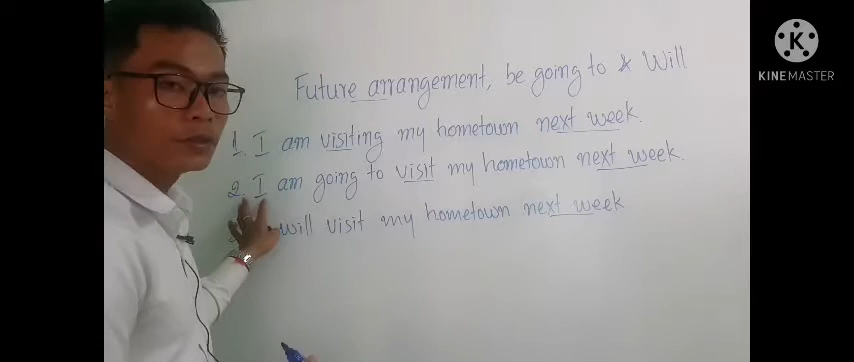 Future arrangement, be going to & Will
1. I am visiting my hometown next week.
2. I am going to visit my hometown next week.
will visit my hometown next week
K
KINEMASTER